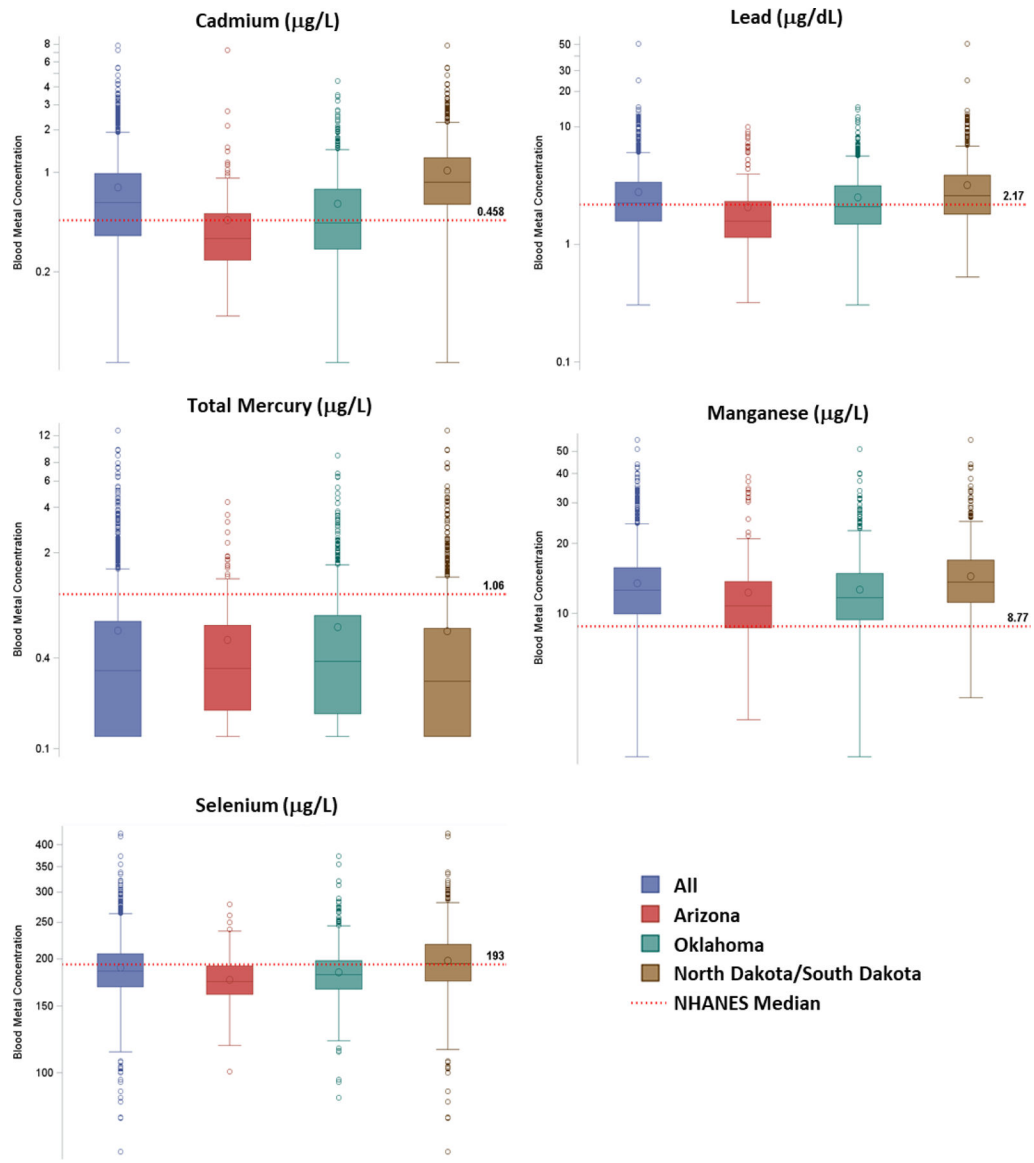 Cadmium (μg/L)
Blood Metal Concentration
8
6
4
3
2
1
0.2
0.458
Lead (μg/dL)
Blood Metal Concentration
50
30
20
10
1
0.1
2.17
Total Mercury (μg/L)
Blood Metal Concentration
12
8
6
4
2
0.4
0.1
1.06
Manganese (μg/L)
Blood Metal Concentration
50
40
30
20
10
8.77
Selenium (μg/L)
Blood Metal Concentration
400
350
300
250
200
150
100
193
All
Arizona
Oklahoma
North Dakota/South Dakota
NHANES Median